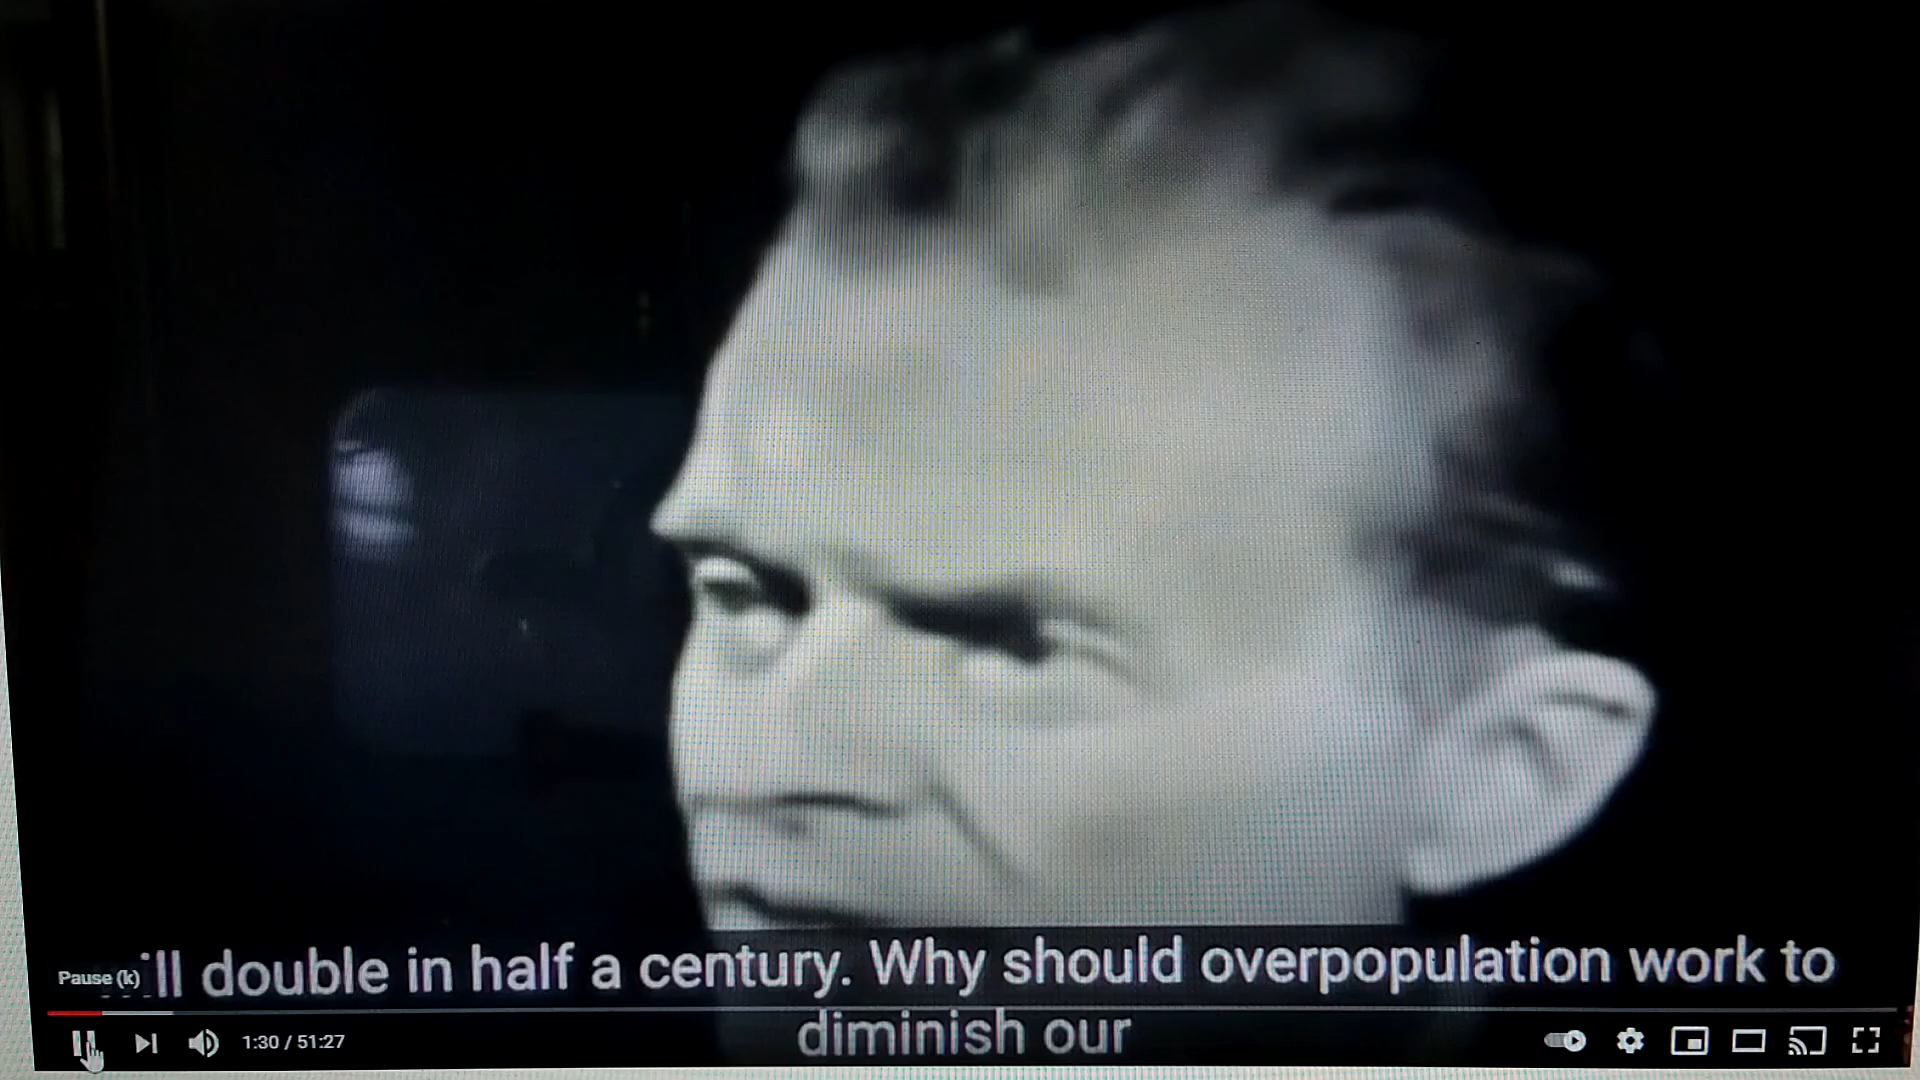 double in half a century. Why should overpopulation work to
diminish our
Pause (k)
1:30 / 51:27